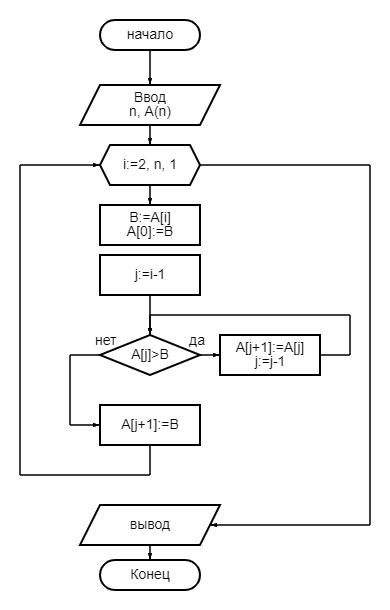 начало
Ввод
n, A(n)
i:=2, n, 1
B:=A[i]
A[0]:=B
j:=i-1
нет
да
A[j]>B
A[j+1]:=A[j]
j:=j-1
A[j+1]:=B
вывод
Конец